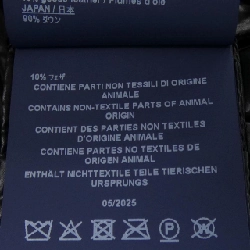 JAPAN / 日本
90% ダウン
10% フェザ
CONTIENE PARTI NON TESSILI DI ORIGINE
ANIMALE
CONTAINS NON-TEXTILE PARTS OF ANIMAL
ORIGIN
CONTIENT DES PARTIES NON TEXTILES
D'ORIGINE ANIMALE
CONTIENE PARTES NO TEXTILES DE
ORIGEN ANIMAL
ENTHÄLT NICHTTEXTILE TEILE TIERISCHEN
URSPRUNGS
05/2025